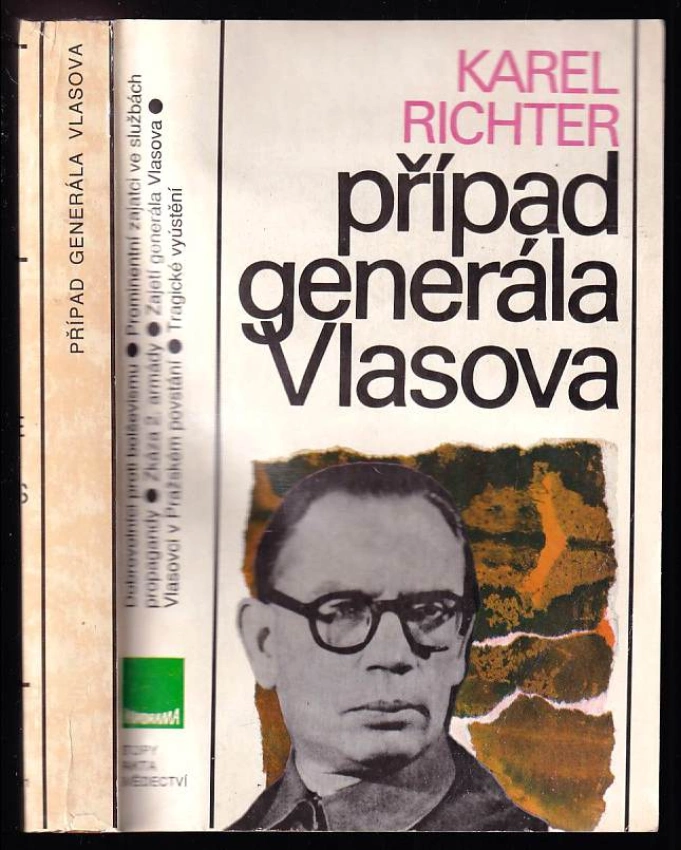 PŘÍPAD GENERÁLA VLASOVA
Dobrovolníci proti bolševismu ● Prominentní zajatci ve službách
propagandy ● Zkáza 2. armády ● Zajetí generála Vlasova ●
Vlasovci v Pražském povstání ● Tragické vyústění
KAREL
RICHTER
případ
generála
Vlasova